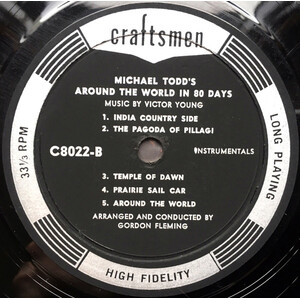 craftsmen
MICHAEL TODD'S
AROUND THE WORLD IN 80 DAYS
MUSIC BY VICTOR YOUNG
1. INDIA COUNTRY SIDE
2. THE PAGODA OF PILLAGI
C8022-B
INSTRUMENTALS
3. TEMPLE OF DAWN
4. PRAIRIE SAIL CAR
5. AROUND THE WORLD
ARRANGED AND CONDUCTED BY
GORDON FLEMING
33⅓ RPM
LONG PLAYING
HIGH FIDELITY